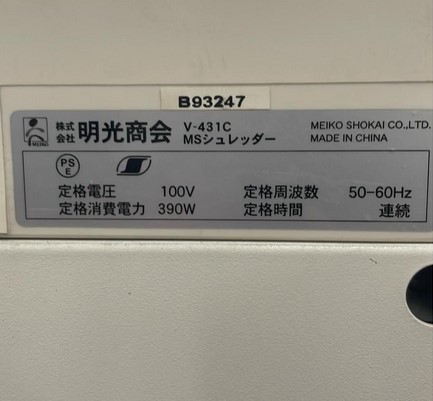 B93247
株式会社 明光商会 V-431C MEIKO SHOKAI CO.,LTD.
MSシュレッダー MADE IN CHINA
MEIKO
PSE
定格電圧 100V 定格周波数 50-60Hz
定格消費電力 390W 定格時間 連続